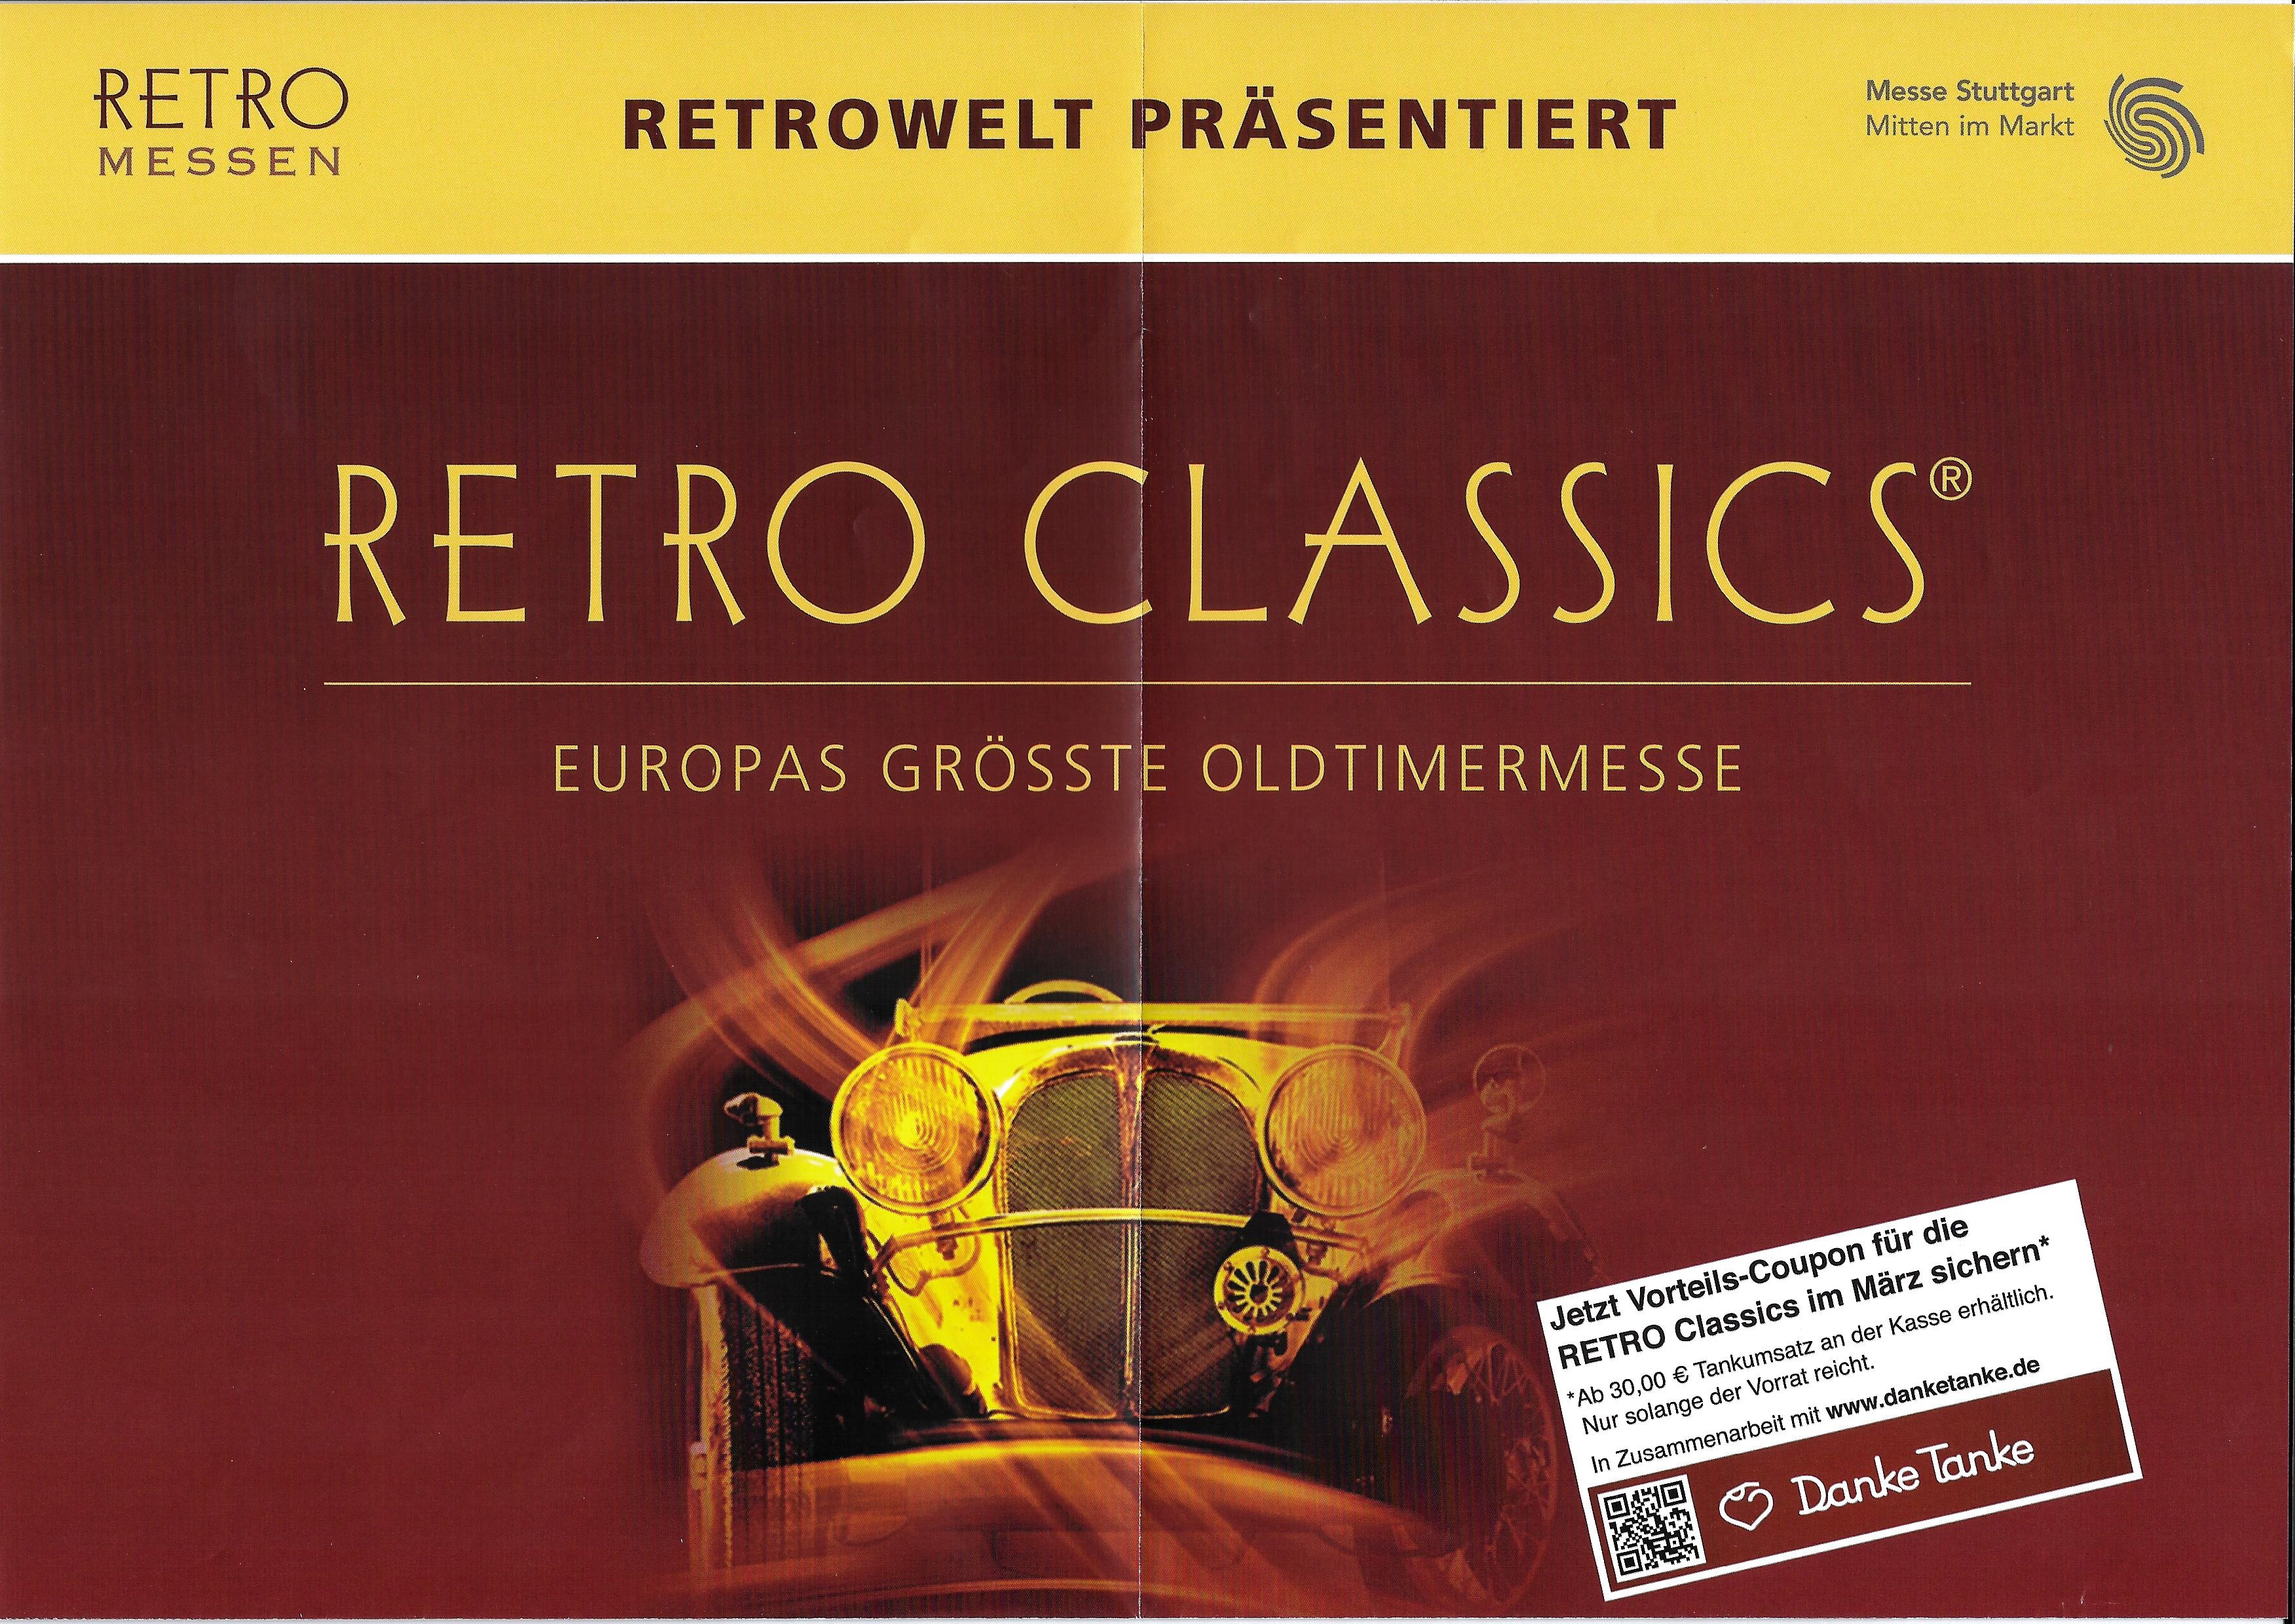 RETRO
MESSEN
RETROWELT PRÄSENTIERT
Messe Stuttgart
Mitten im Markt
RETRO CLASSICS®
EUROPAS GRÖSSTE OLDTIMERMESSE
Jetzt Vorteils-Coupon für die
RETRO Classics im März sichern*
*Ab 30,00 € Tankumsatz an der Kasse erhältlich.
Nur solange der Vorrat reicht.
In Zusammenarbeit mit www.danketanke.de
Danke Tanke